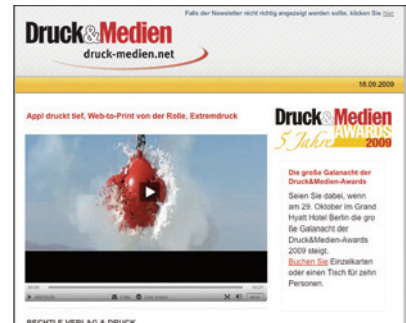 Falls der Newsletter nicht richtig angezeigt werden sollte, klicken Sie hier
Druck&Medien
druck-medien.net
18.09.2009
Appl druckt tief, Web-to-Print von der Rolle, Extremdruck
Druck&Medien
AWARDS
5 Jahre 2009
Die große Galanacht der
Druck&Medien-Awards
Seien Sie dabei, wenn
am 29. Oktober im Grand
Hyatt Hotel Berlin die gro
ße Galanacht der
Druck&Medien-Awards
2009 steigt.
Buchen Sie Einzelkarten
oder einen Tisch für zehn
Personen.
BECHTLE VERLAG & DRUCK